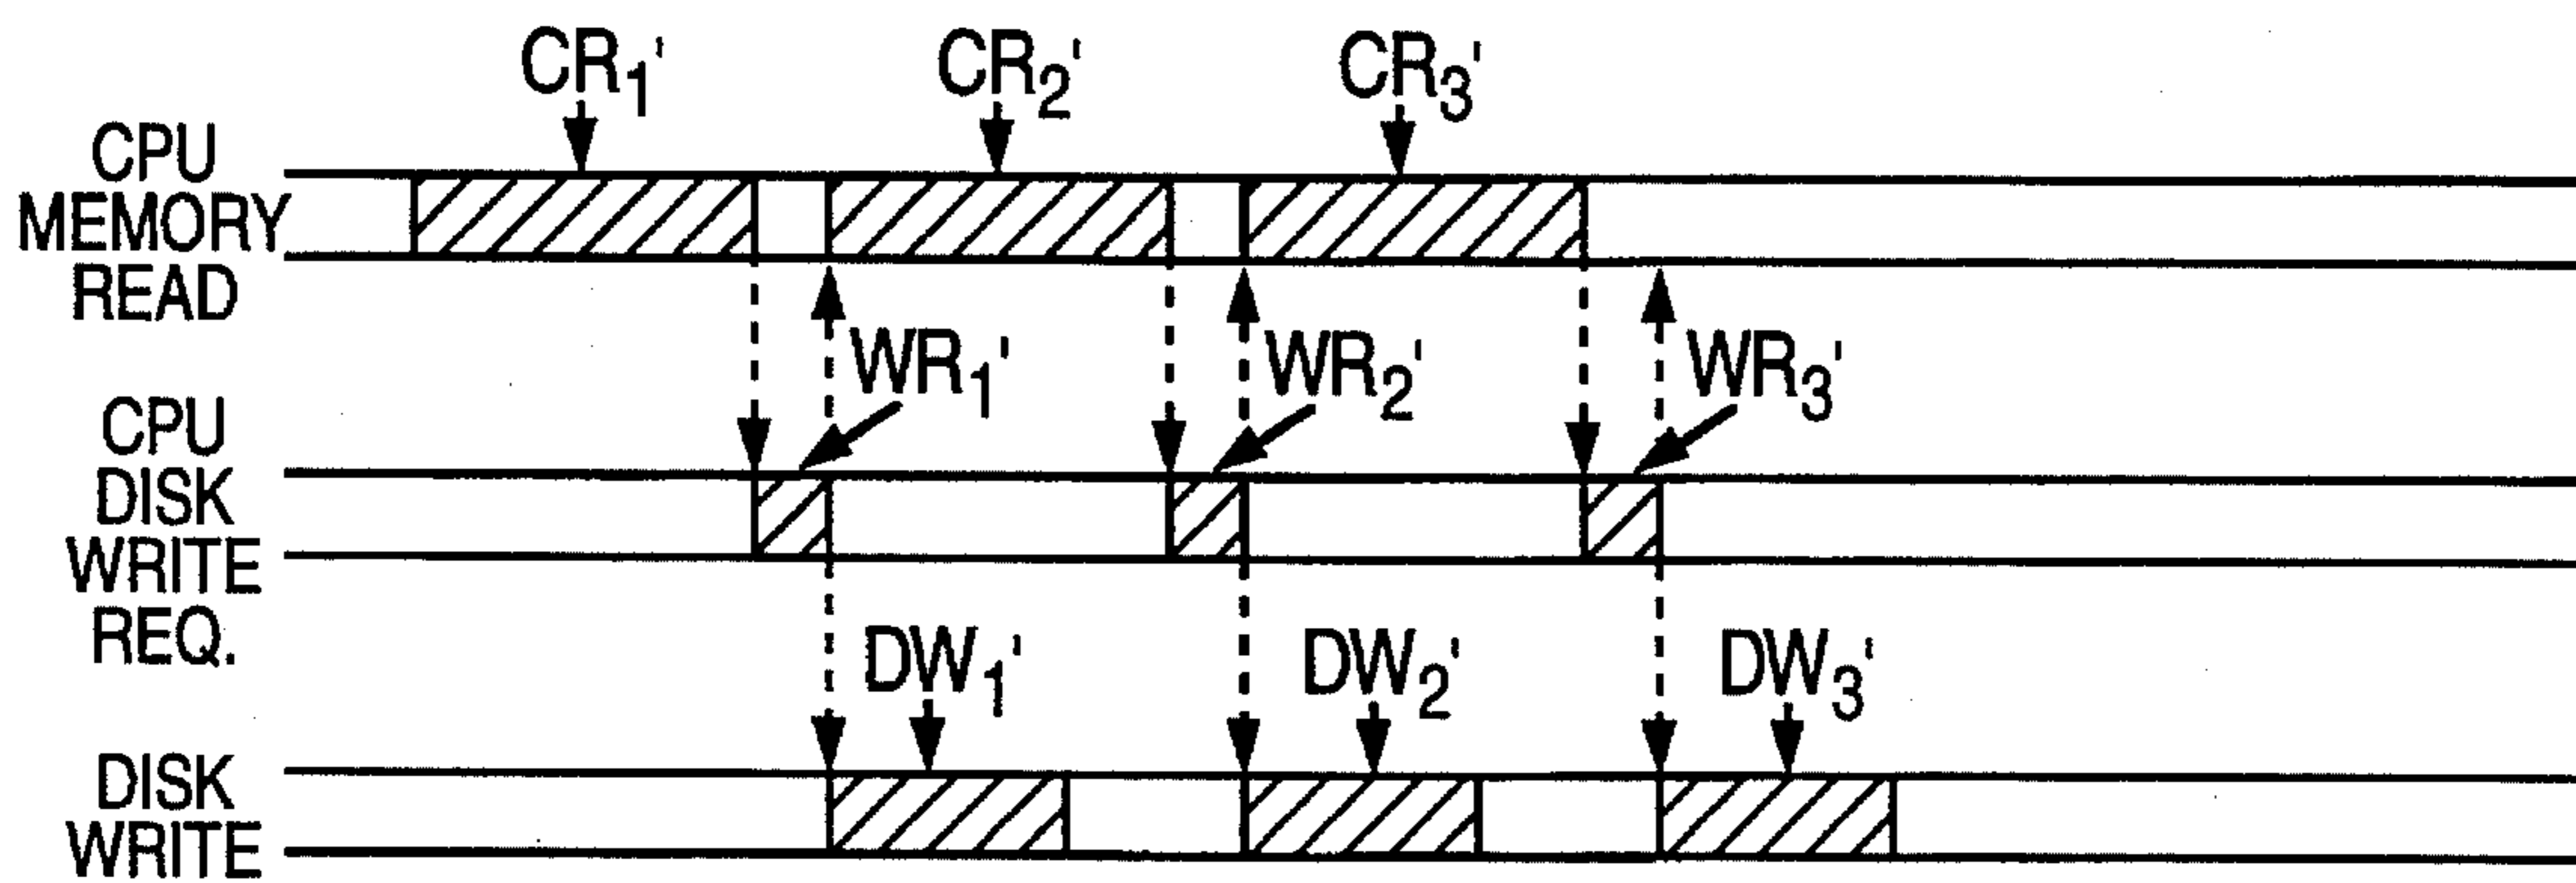 CR₁' CR₂' CR₃'
CPU
MEMORY
READ
WR₁' WR₂' WR₃'
CPU
DISK
WRITE
REQ.
DW₁' DW₂' DW₃'
DISK
WRITE